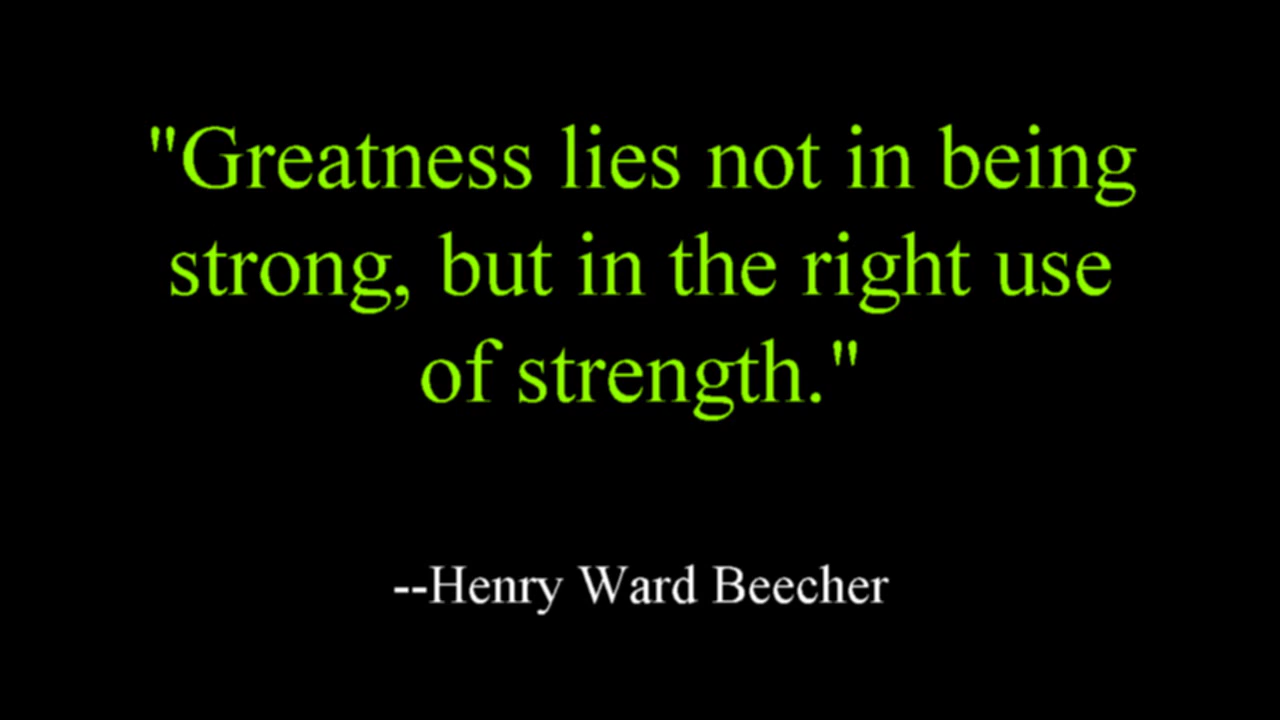 "Greatness lies not in being
strong, but in the right use
of strength."
--Henry Ward Beecher